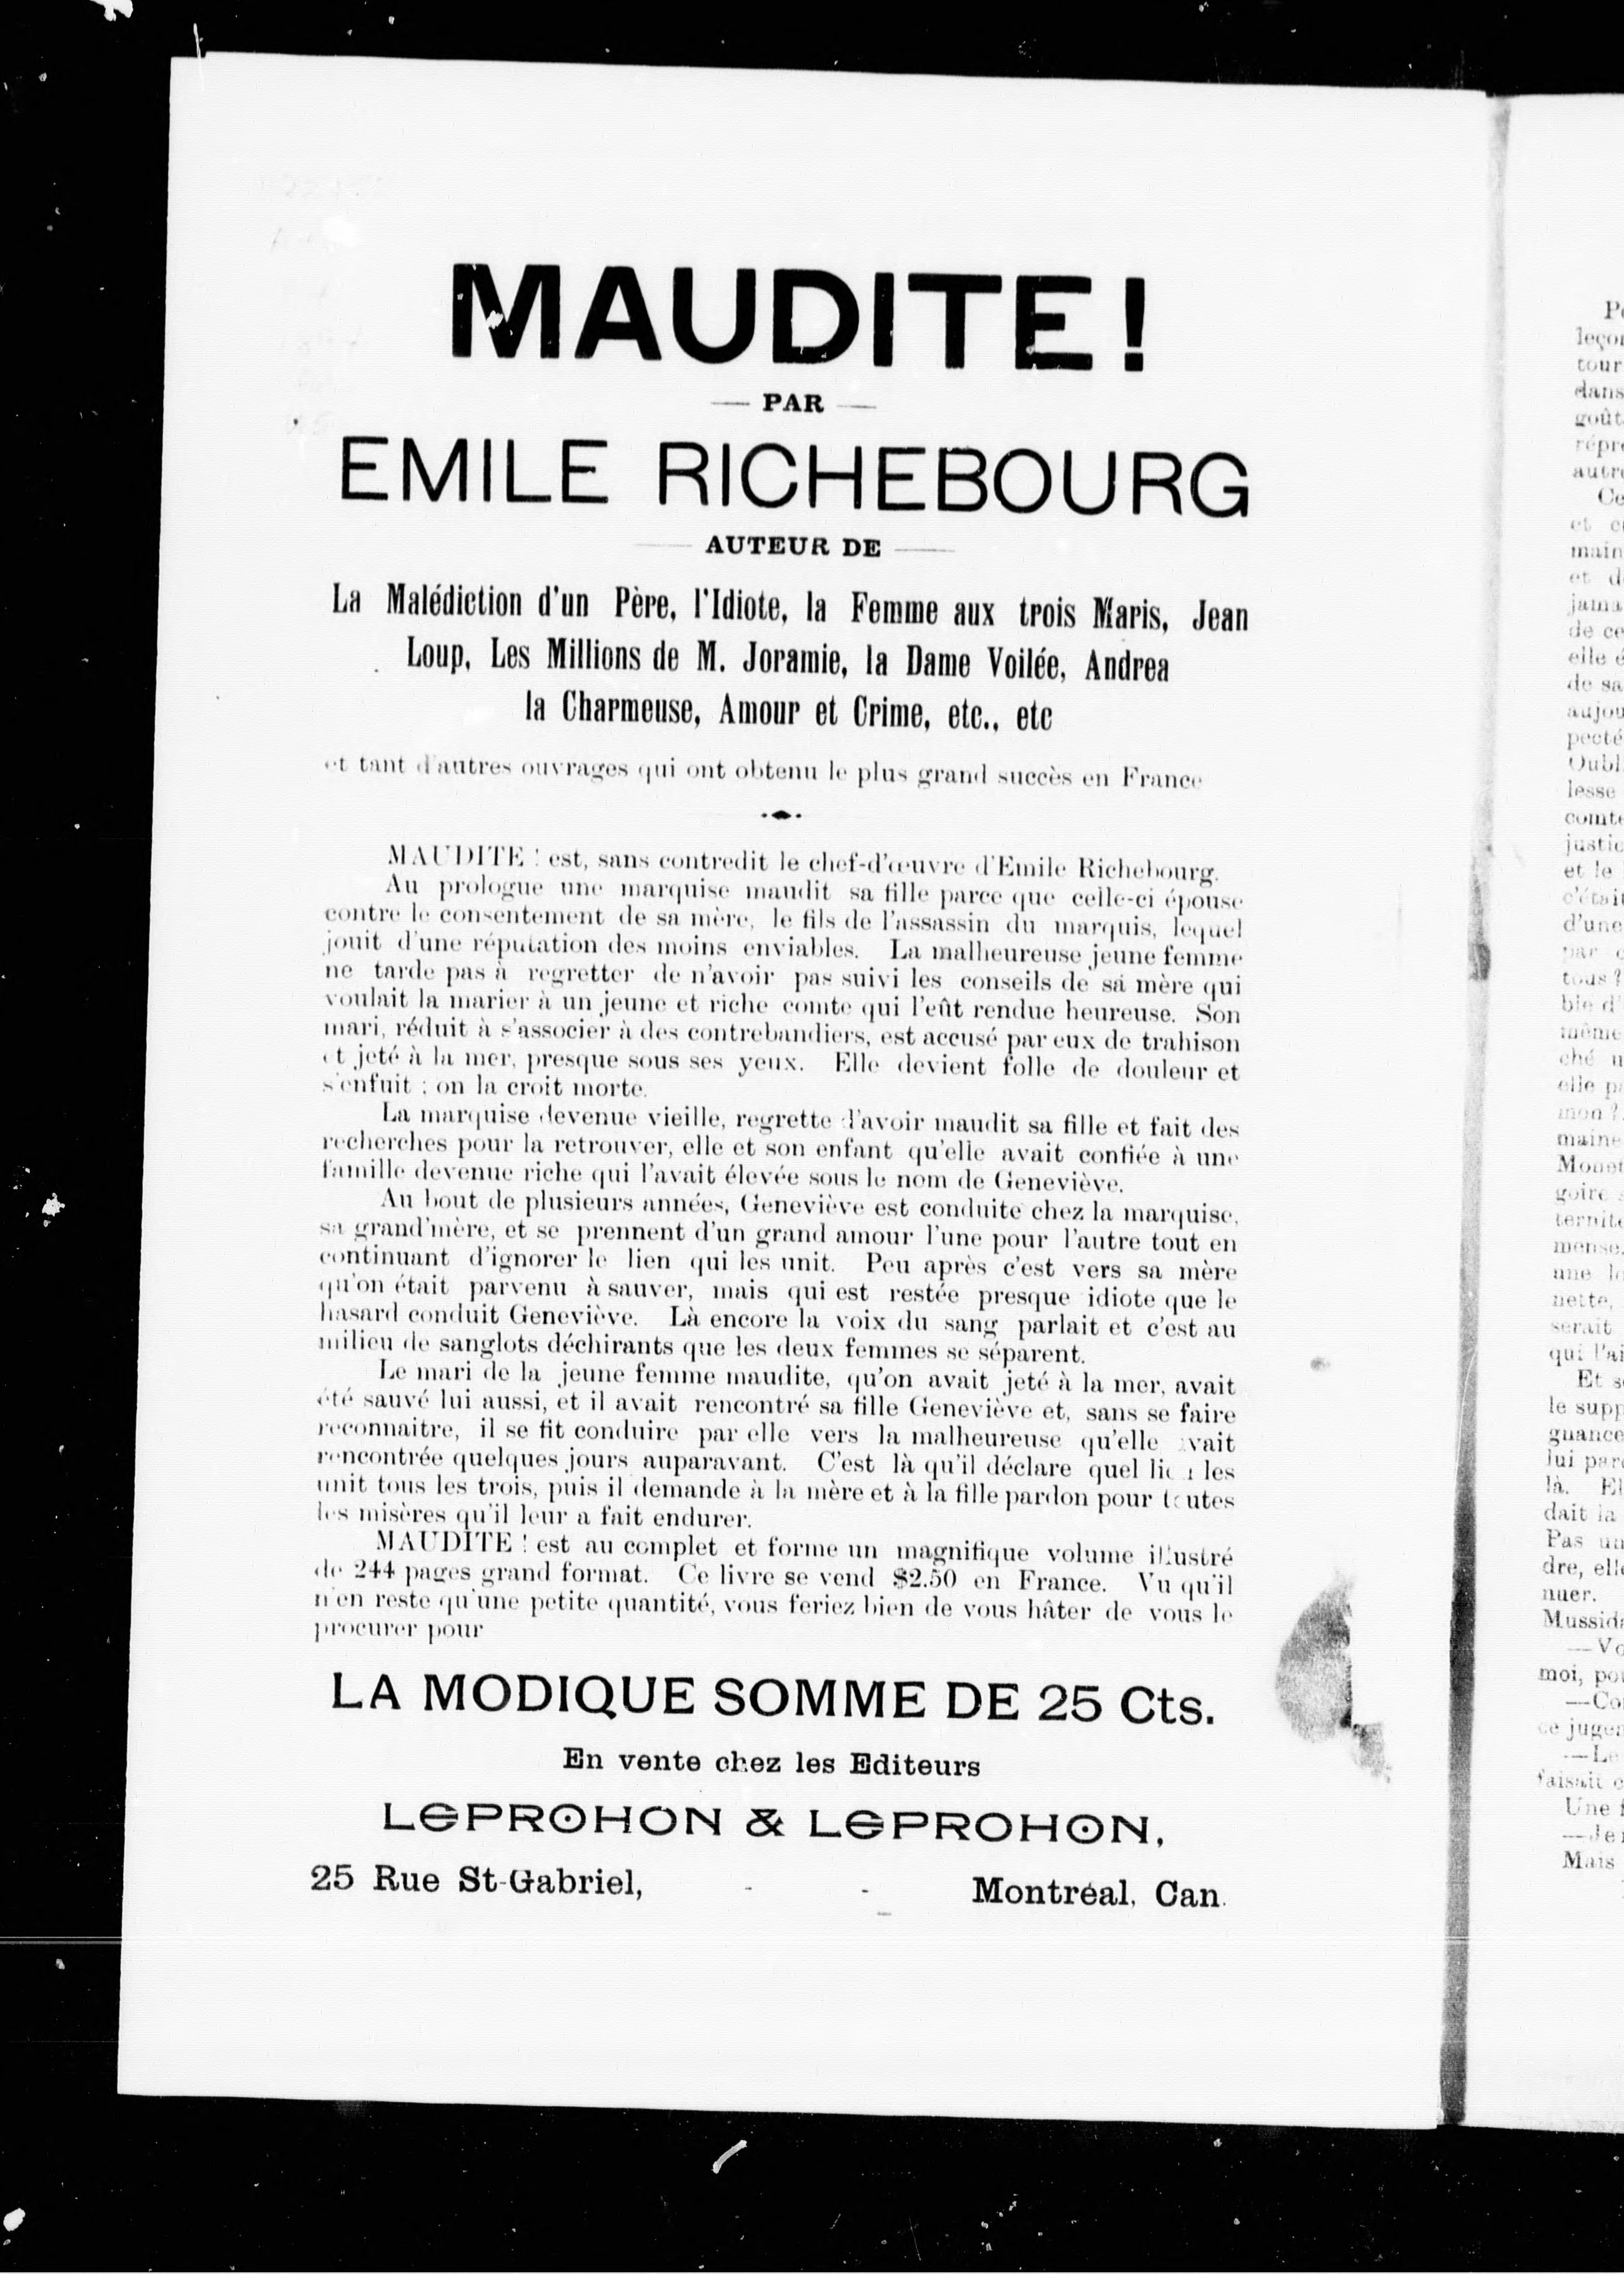 MAUDITE!
— PAR —
EMILE RICHEBOURG
— AUTEUR DE —
La Malédiction d'un Père, l'Idiote, la Femme aux trois Maris, Jean
Loup, Les Millions de M. Joramie, la Dame Voilée, Andrea
la Charmeuse, Amour et Crime, etc., etc
et tant d'autres ouvrages qui ont obtenu le plus grand succès en France
MAUDITE ! est, sans contredit le chef-d'œuvre d'Emile Richebourg.
Au prologue une marquise maudit sa fille parce que celle-ci épouse
contre le consentement de sa mère, le fils de l'assassin du marquis, lequel
jouit d'une réputation des moins enviables. La malheureuse jeune femme
ne tarde pas à regretter de n'avoir pas suivi les conseils de sa mère qui
voulait la marier à un jeune et riche comte qui l'eût rendue heureuse. Son
mari, réduit à s'associer à des contrebandiers, est accusé par eux de trahison
et jeté à la mer, presque sous ses yeux. Elle devient folle de douleur et
s'enfuit ; on la croit morte.
La marquise devenue vieille, regrette d'avoir maudit sa fille et fait des
recherches pour la retrouver, elle et son enfant qu'elle avait confiée à une
famille devenue riche qui l'avait élevée sous le nom de Geneviève.
Au bout de plusieurs années, Geneviève est conduite chez la marquise,
sa grand'mère, et se prennent d'un grand amour l'une pour l'autre tout en
continuant d'ignorer le lien qui les unit. Peu après c'est vers sa mère
qu'on était parvenu à sauver, mais qui est restée presque idiote que le
hasard conduit Geneviève. Là encore la voix du sang parlait et c'est au
milieu de sanglots déchirants que les deux femmes se séparent.
Le mari de la jeune femme maudite, qu'on avait jeté à la mer, avait
été sauvé lui aussi, et il avait rencontré sa fille Geneviève et, sans se faire
reconnaitre, il se fit conduire par elle vers la malheureuse qu'elle avait
rencontrée quelques jours auparavant. C'est là qu'il déclare quel lien les
unit tous les trois, puis il demande à la mère et à la fille pardon pour toutes
les misères qu'il leur a fait endurer.
MAUDITE ! est au complet et forme un magnifique volume illustré
de 244 pages grand format. Ce livre se vend $2.50 en France. Vu qu'il
n'en reste qu'une petite quantité, vous feriez bien de vous hâter de vous le
procurer pour
LA MODIQUE SOMME DE 25 Cts.
En vente chez les Editeurs
LEPROHON & LEPROHON,
25 Rue St-Gabriel, - - Montréal, Can.